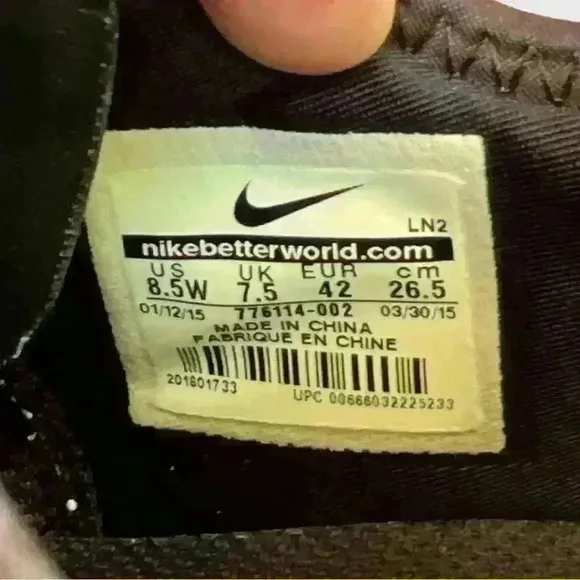 LN2
nikebetterworld.com
US UK EUR cm
8.5W 7.5 42 26.5
01/12/15 776114-002 03/30/15
MADE IN CHINA
FABRIQUE EN CHINE
201601733
UPC 00666032225233